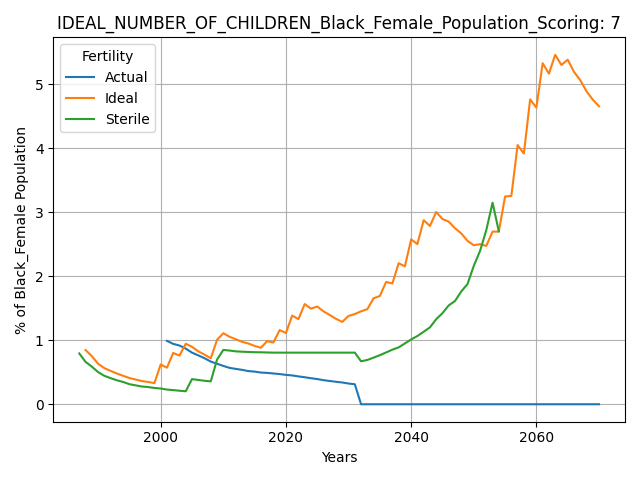 IDEAL_NUMBER_OF_CHILDREN_Black_Female_Population_Scoring: 7
Fertility
Actual
Ideal
Sterile
% of Black_Female Population
5
4
3
2
1
0
2000 2020 2040 2060
Years